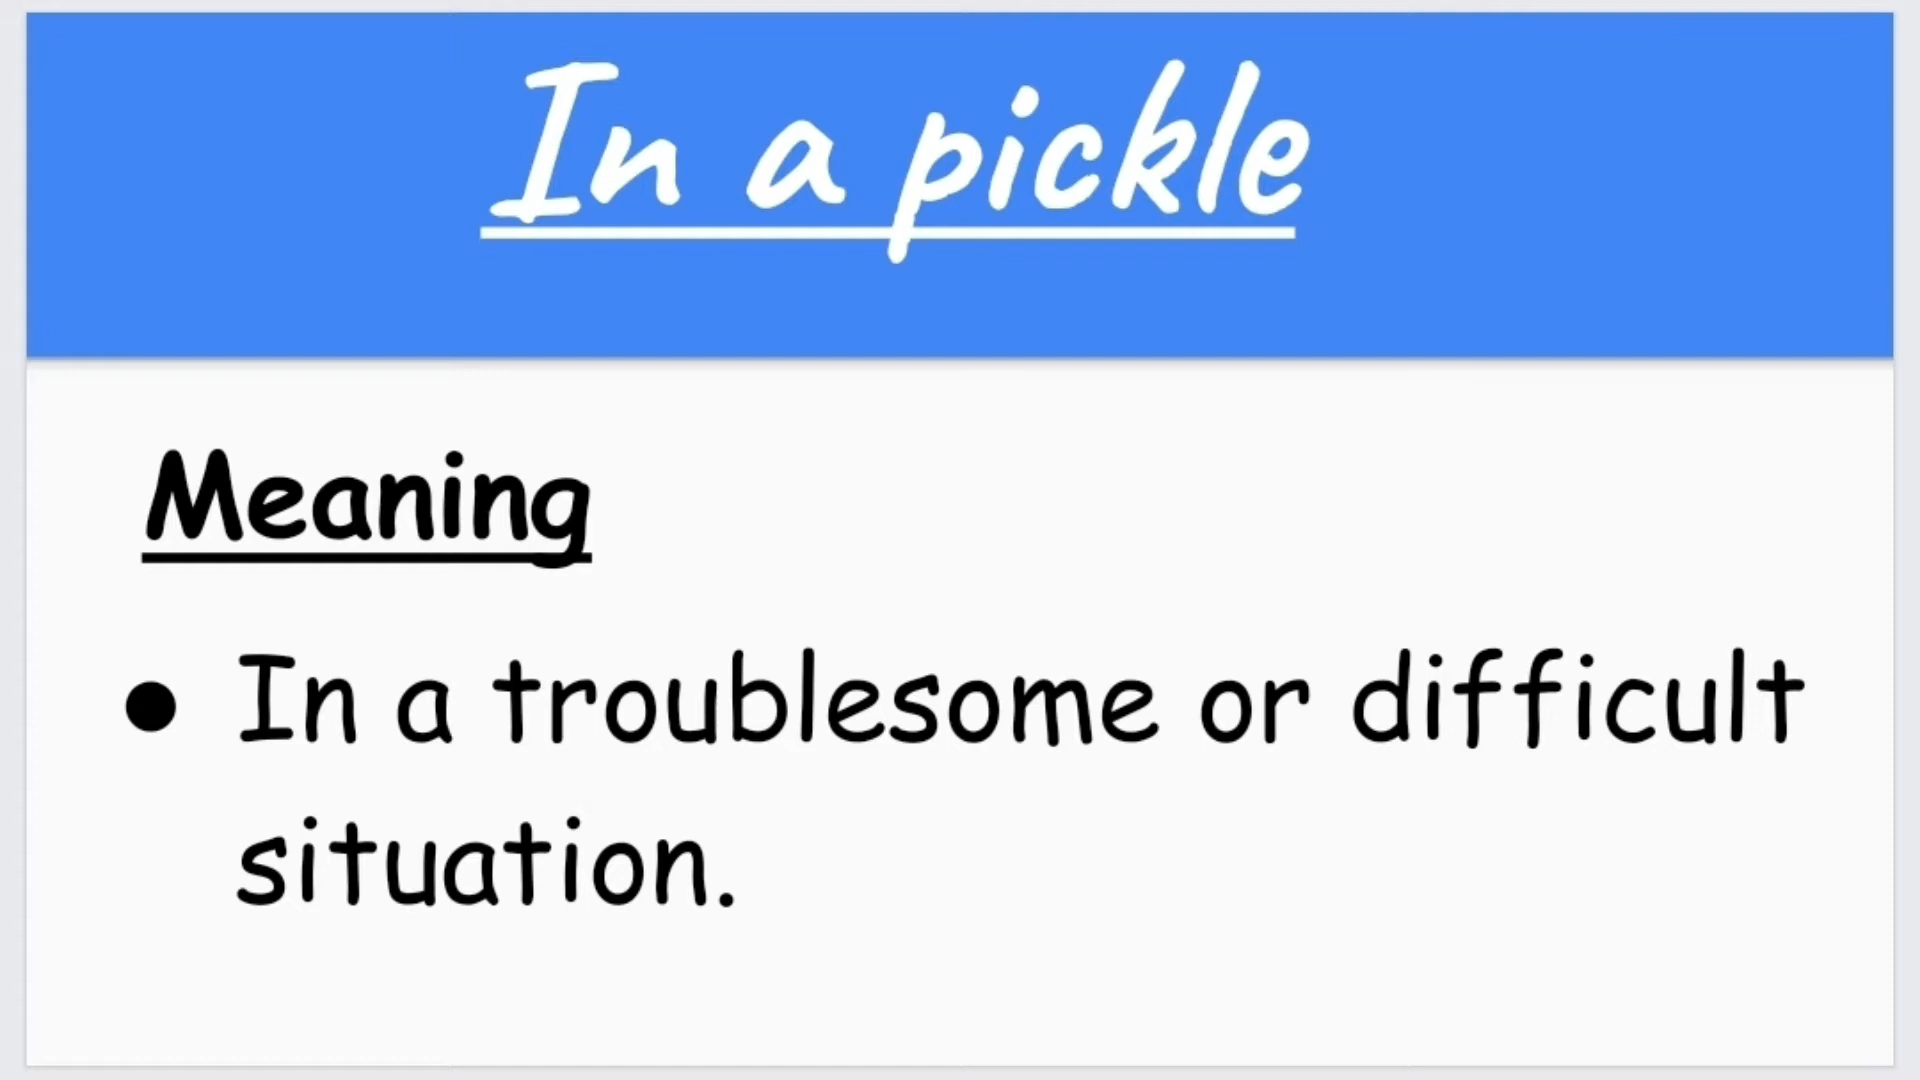 In a pickle
Meaning
● In a troublesome or difficult
situation.